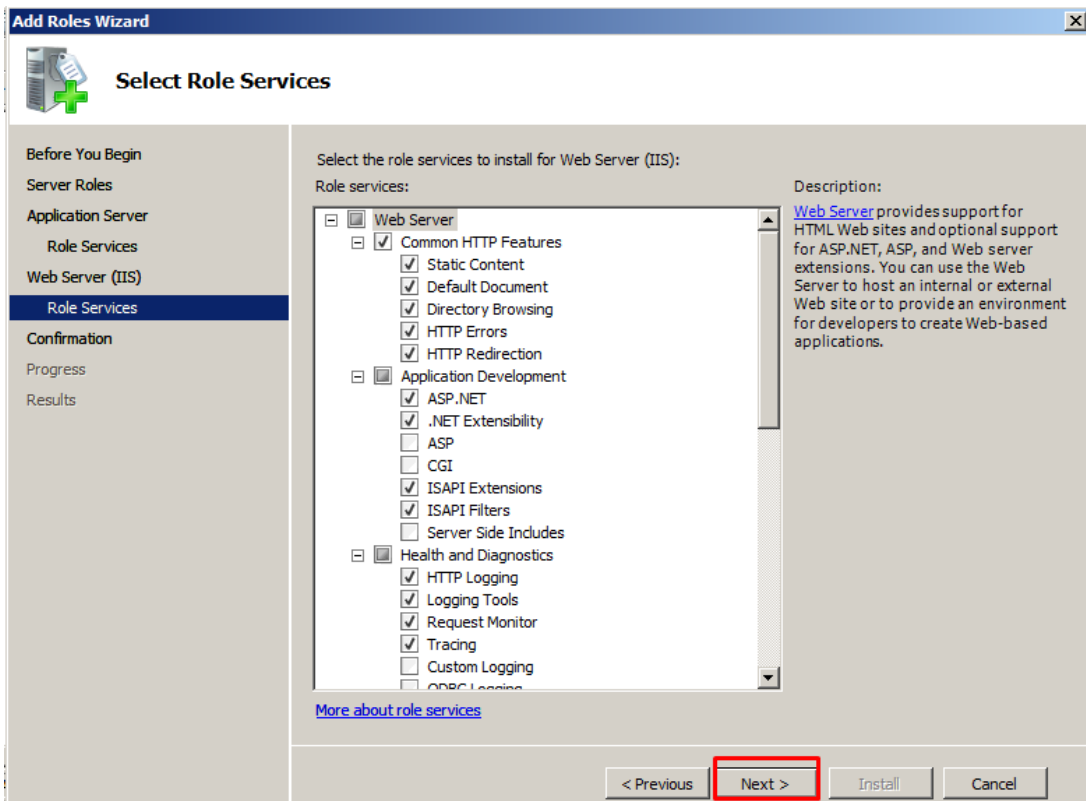 Add Roles Wizard
Select Role Services
Before You Begin
Server Roles
Application Server
Role Services
Web Server (IIS)
Role Services
Confirmation
Progress
Results
Select the role services to install for Web Server (IIS):
Role services:
Web Server
Common HTTP Features
Static Content
Default Document
Directory Browsing
HTTP Errors
HTTP Redirection
Application Development
ASP.NET
.NET Extensibility
ASP
CGI
ISAPI Extensions
ISAPI Filters
Server Side Includes
Health and Diagnostics
HTTP Logging
Logging Tools
Request Monitor
Tracing
Custom Logging
ODBC Logging
More about role services
Description:
Web Server provides support for
HTML Web sites and optional support
for ASP.NET, ASP, and Web server
extensions. You can use the Web
Server to host an internal or external
Web site or to provide an environment
for developers to create Web-based
applications.
< Previous
Next >
Install
Cancel